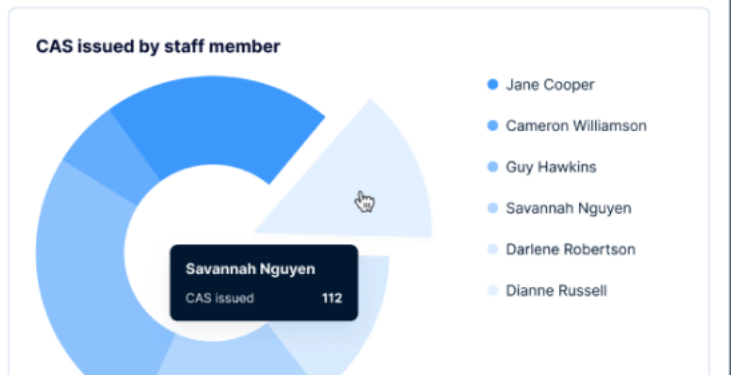 CAS issued by staff member
Jane Cooper
Cameron Williamson
Guy Hawkins
Savannah Nguyen
Darlene Robertson
Dianne Russell
Savannah Nguyen
CAS issued 112